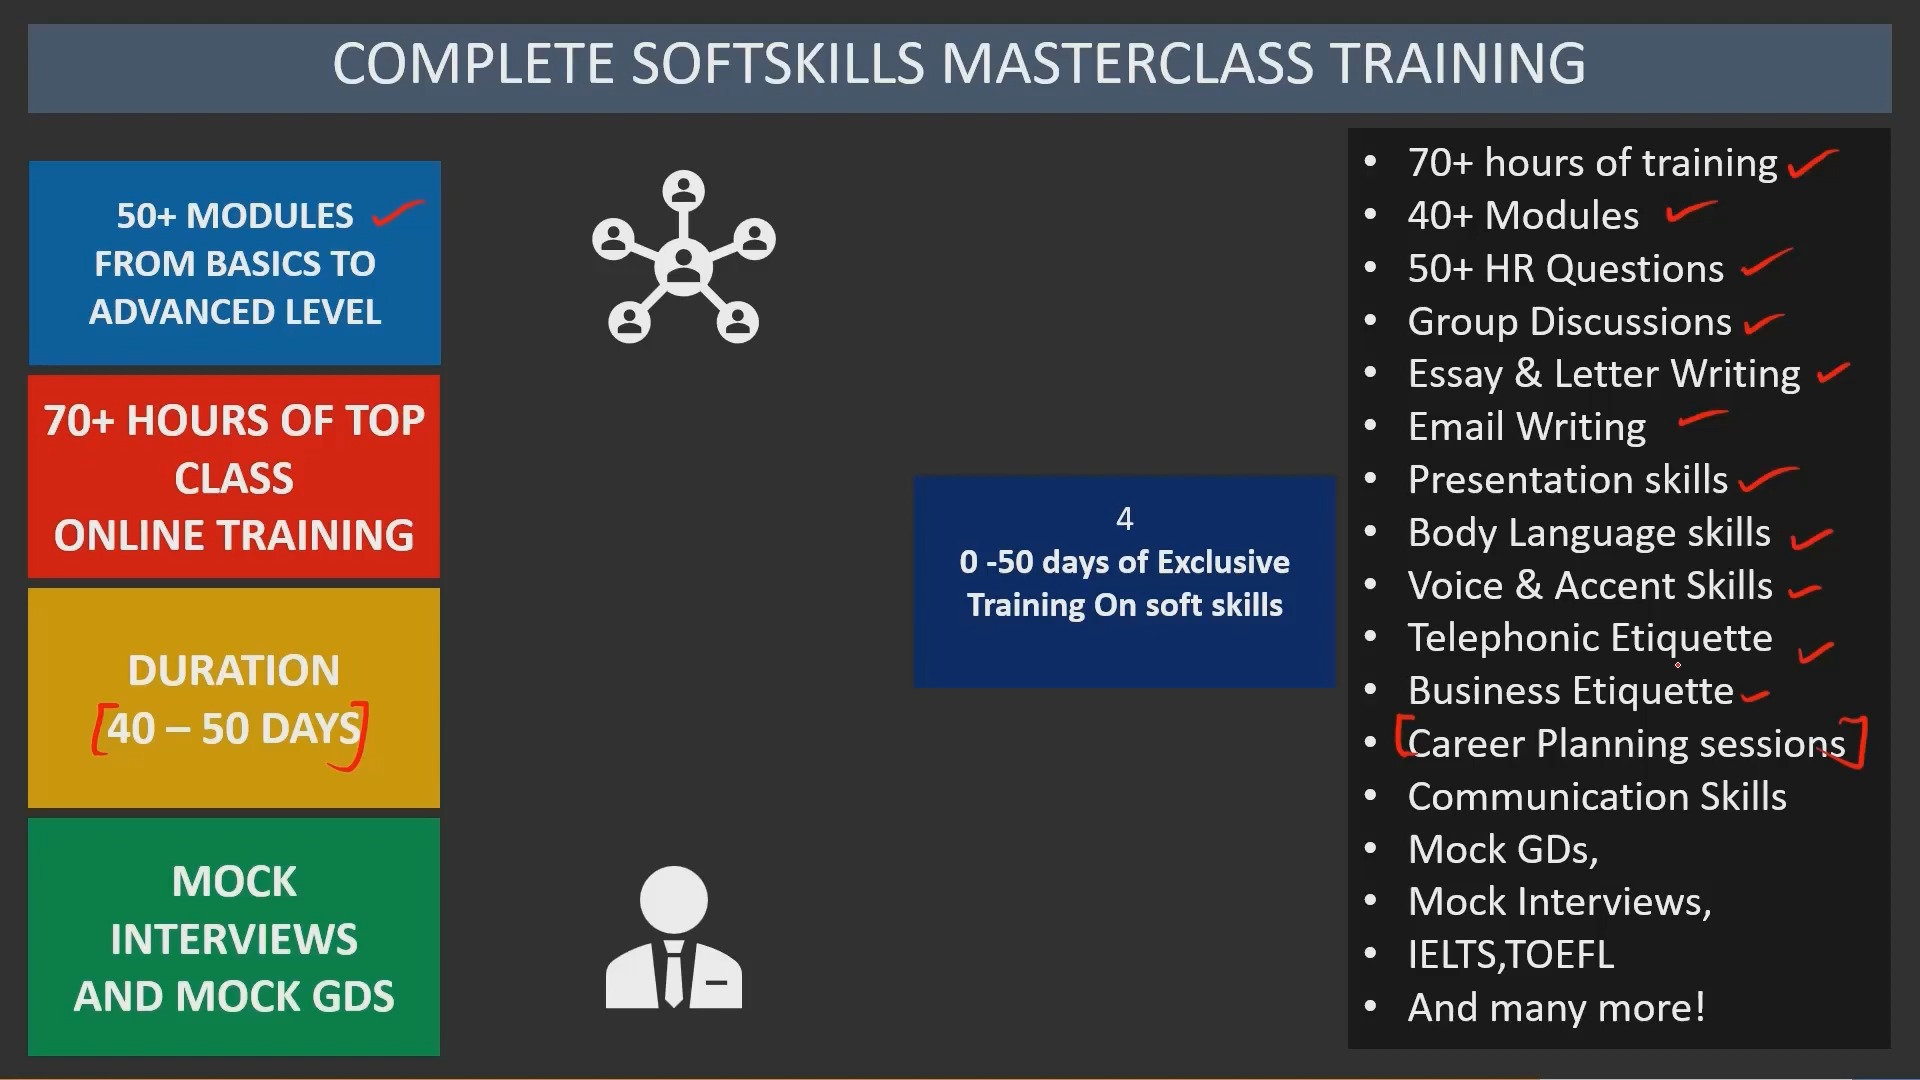 COMPLETE SOFTSKILLS MASTERCLASS TRAINING
50+ MODULES
FROM BASICS TO
ADVANCED LEVEL
70+ HOURS OF TOP
CLASS
ONLINE TRAINING
DURATION
40 – 50 DAYS
MOCK
INTERVIEWS
AND MOCK GDS
4
0 -50 days of Exclusive
Training On soft skills
• 70+ hours of training
• 40+ Modules
• 50+ HR Questions
• Group Discussions
• Essay & Letter Writing
• Email Writing
• Presentation skills
• Body Language skills
• Voice & Accent Skills
• Telephonic Etiquette
• Business Etiquette
• Career Planning sessions
• Communication Skills
• Mock GDs,
• Mock Interviews,
• IELTS,TOEFL
• And many more!